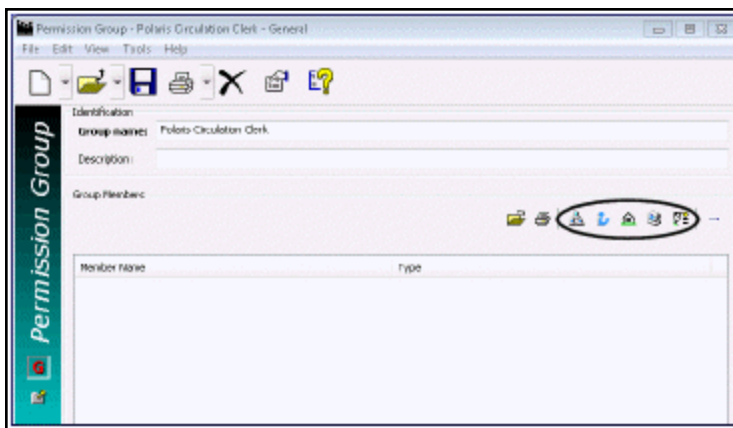 Permission Group - Polaris Circulation Clerk - General
File Edit View Tools Help
Identification
Group name: Polaris Circulation Clerk
Description:
Group Members:
Member Name Type
Permission Group
G